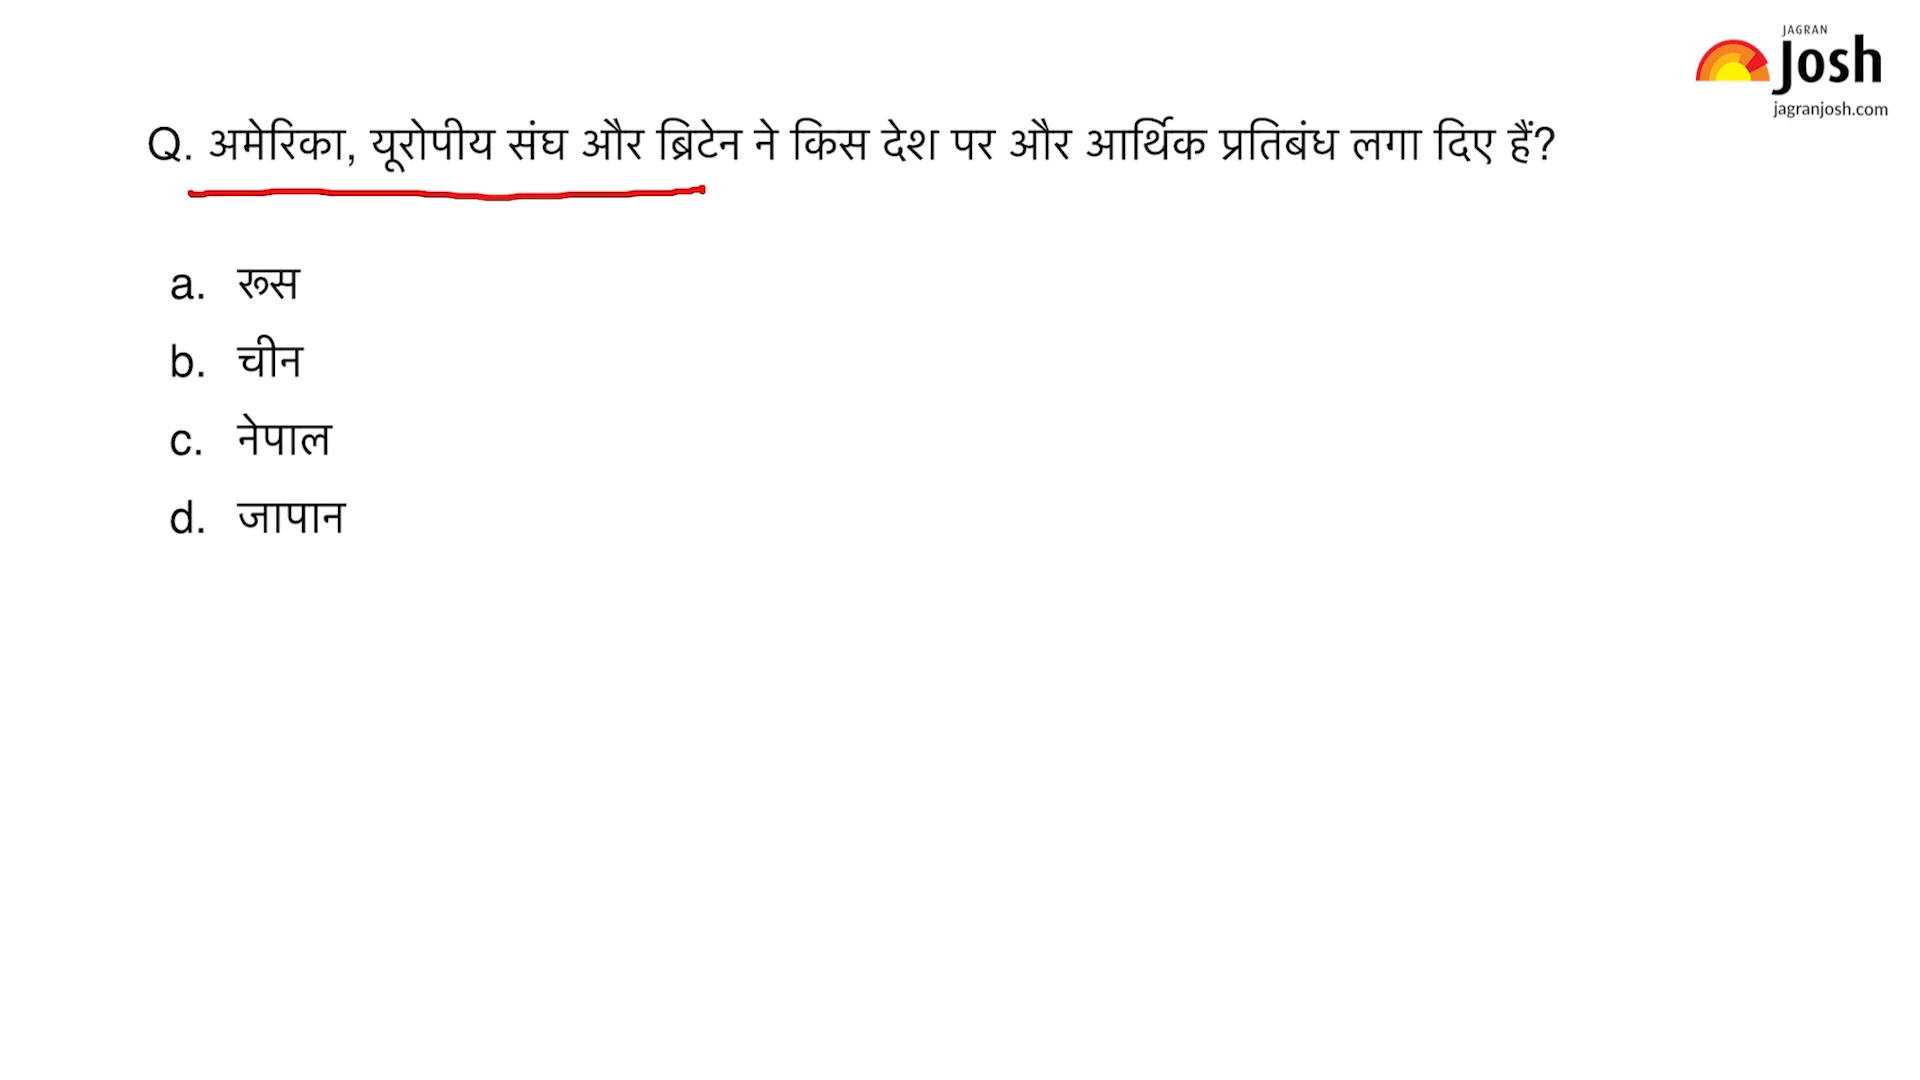 JAGRAN
Josh
jagranjosh.com
Q. अमेरिका, यूरोपीय संघ और ब्रिटेन ने किस देश पर और आर्थिक प्रतिबंध लगा दिए हैं?
a. रूस
b. चीन
c. नेपाल
d. जापान